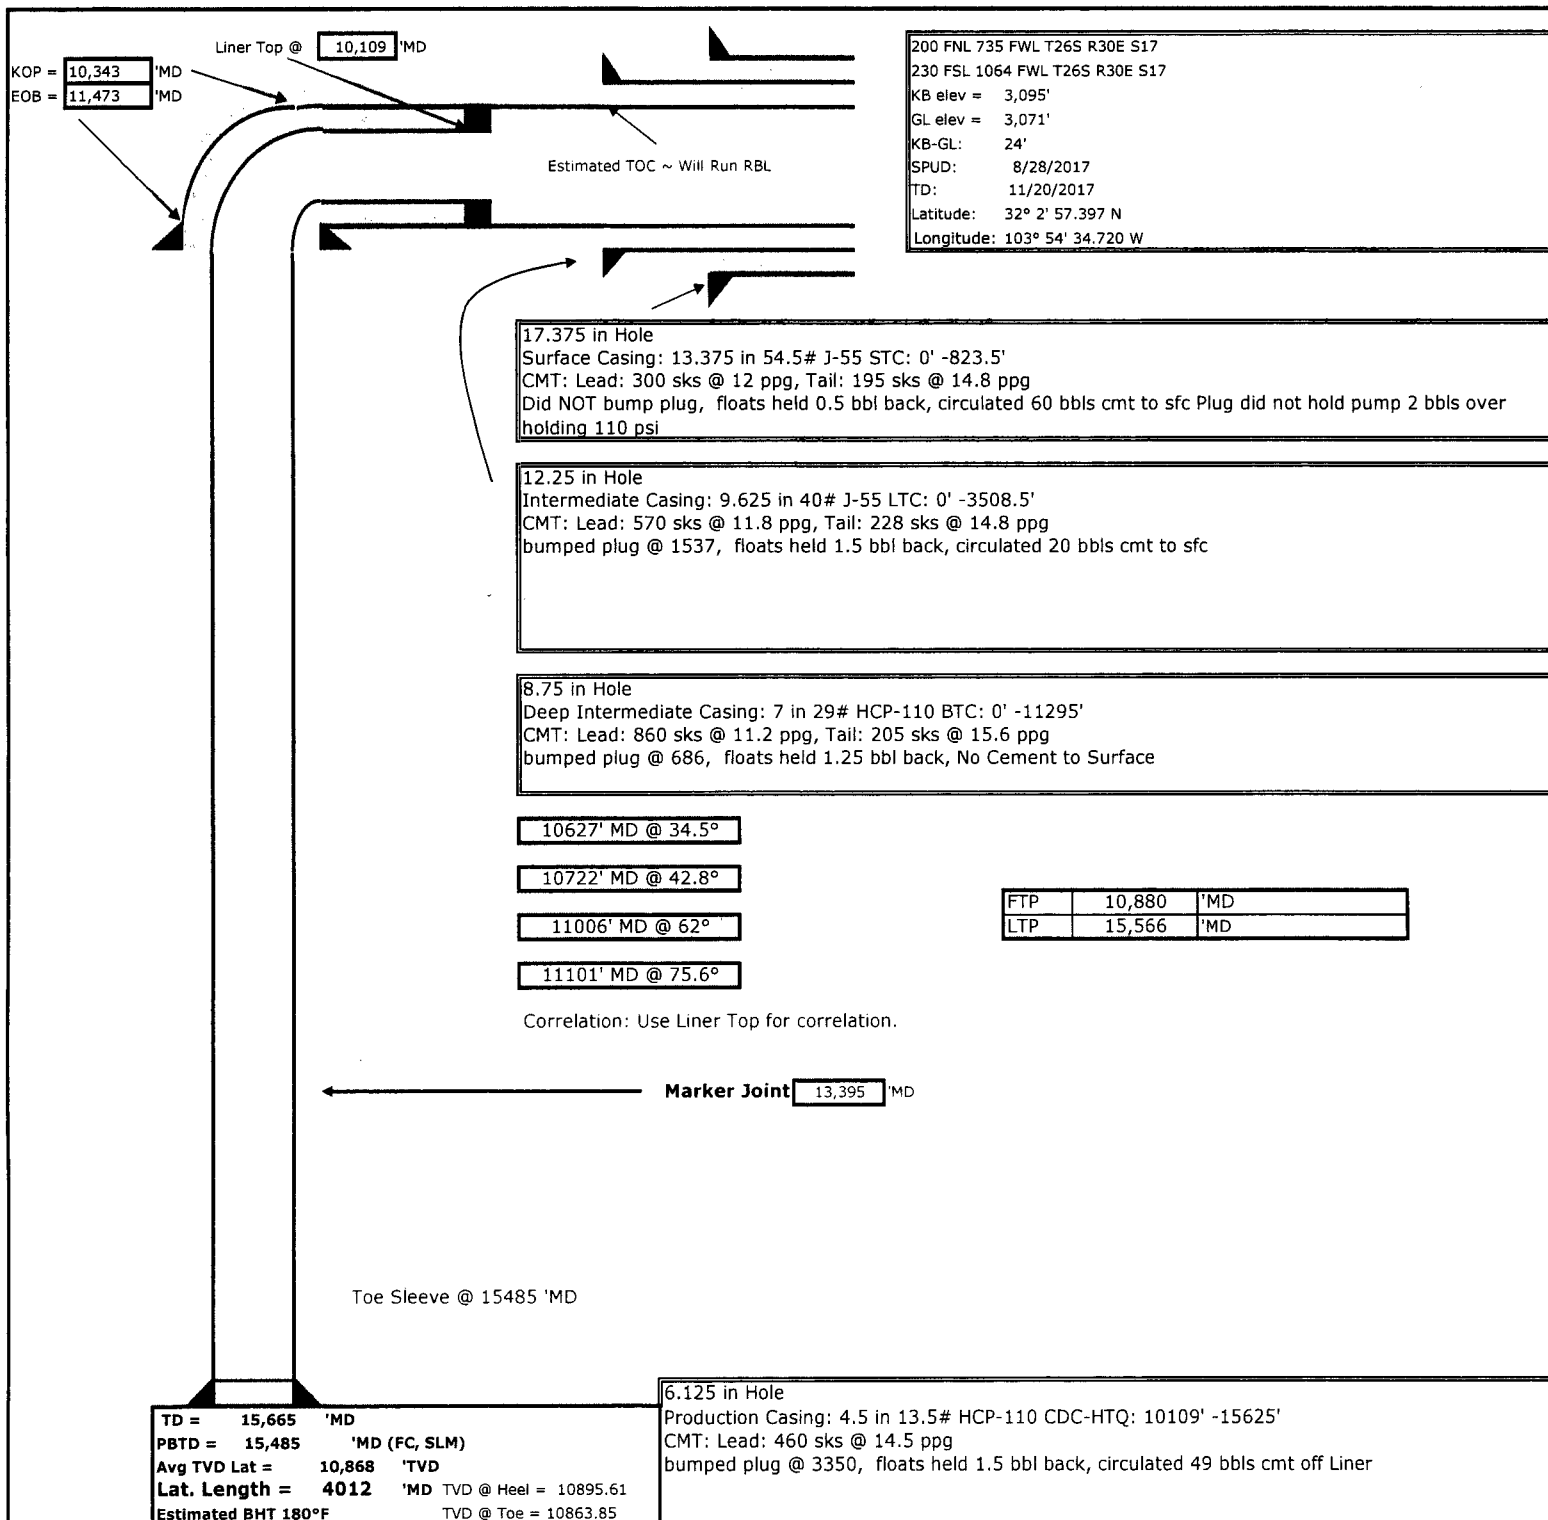 Liner Top @ 10,109 'MD
KOP = 10,343 'MD
EOB = 11,473 'MD
Estimated TOC ~ Will Run RBL
200 FNL 735 FWL T26S R30E S17
230 FSL 1064 FWL T26S R30E S17
KB elev = 3,095'
GL elev = 3,071'
KB-GL: 24'
SPUD: 8/28/2017
TD: 11/20/2017
Latitude: 32° 2' 57.397 N
Longitude: 103° 54' 34.720 W
17.375 in Hole
Surface Casing: 13.375 in 54.5# J-55 STC: 0' -823.5'
CMT: Lead: 300 sks @ 12 ppg, Tail: 195 sks @ 14.8 ppg
Did NOT bump plug, floats held 0.5 bbl back, circulated 60 bbls cmt to sfc Plug did not hold pump 2 bbls over
holding 110 psi
12.25 in Hole
Intermediate Casing: 9.625 in 40# J-55 LTC: 0' -3508.5'
CMT: Lead: 570 sks @ 11.8 ppg, Tail: 228 sks @ 14.8 ppg
bumped plug @ 1537, floats held 1.5 bbl back, circulated 20 bbls cmt to sfc
8.75 in Hole
Deep Intermediate Casing: 7 in 29# HCP-110 BTC: 0' -11295'
CMT: Lead: 860 sks @ 11.2 ppg, Tail: 205 sks @ 15.6 ppg
bumped plug @ 686, floats held 1.25 bbl back, No Cement to Surface
10627' MD @ 34.5°
10722' MD @ 42.8°
11006' MD @ 62°
11101' MD @ 75.6°
FTP 10,880 'MD
LTP 15,566 'MD
Correlation: Use Liner Top for correlation.
Marker Joint 13,395 'MD
Toe Sleeve @ 15485 'MD
TD = 15,665 'MD
PBTD = 15,485 'MD (FC, SLM)
Avg TVD Lat = 10,868 'TVD
Lat. Length = 4012 'MD TVD @ Heel = 10895.61
Estimated BHT 180°F TVD @ Toe = 10863.85
6.125 in Hole
Production Casing: 4.5 in 13.5# HCP-110 CDC-HTQ: 10109' -15625'
CMT: Lead: 460 sks @ 14.5 ppg
bumped plug @ 3350, floats held 1.5 bbl back, circulated 49 bbls cmt off Liner